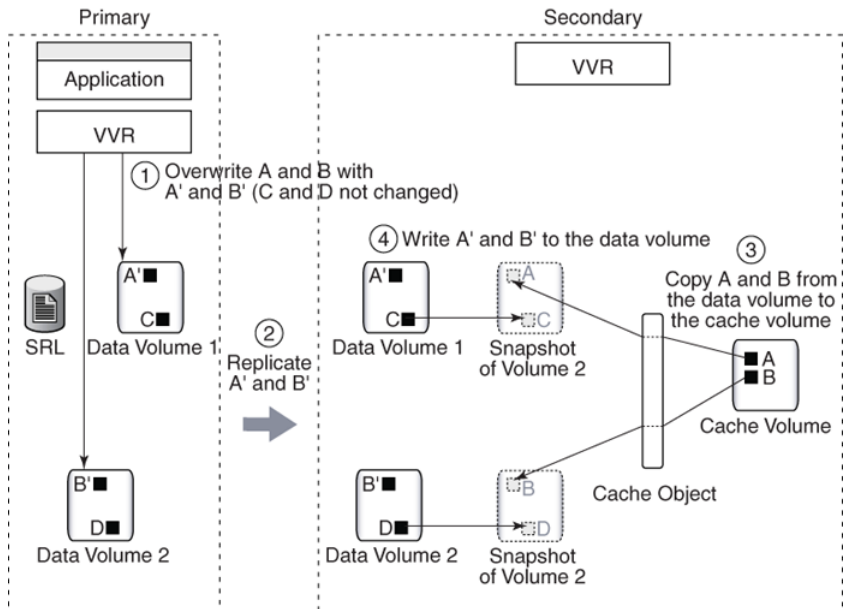 Primary
Secondary
Application
VVR
VVR
1 Overwrite A and B with
A' and B' (C and D not changed)
4 Write A' and B' to the data volume
3
Copy A and B from
the data volume to
the cache volume
A'
C
SRL
Data Volume 1
2
Replicate
A' and B'
A'
C
Data Volume 1
A
C
Snapshot
of Volume 2
A
B
Cache Volume
Cache Object
B'
D
Data Volume 2
B'
D
Data Volume 2
B
D
Snapshot
of Volume 2